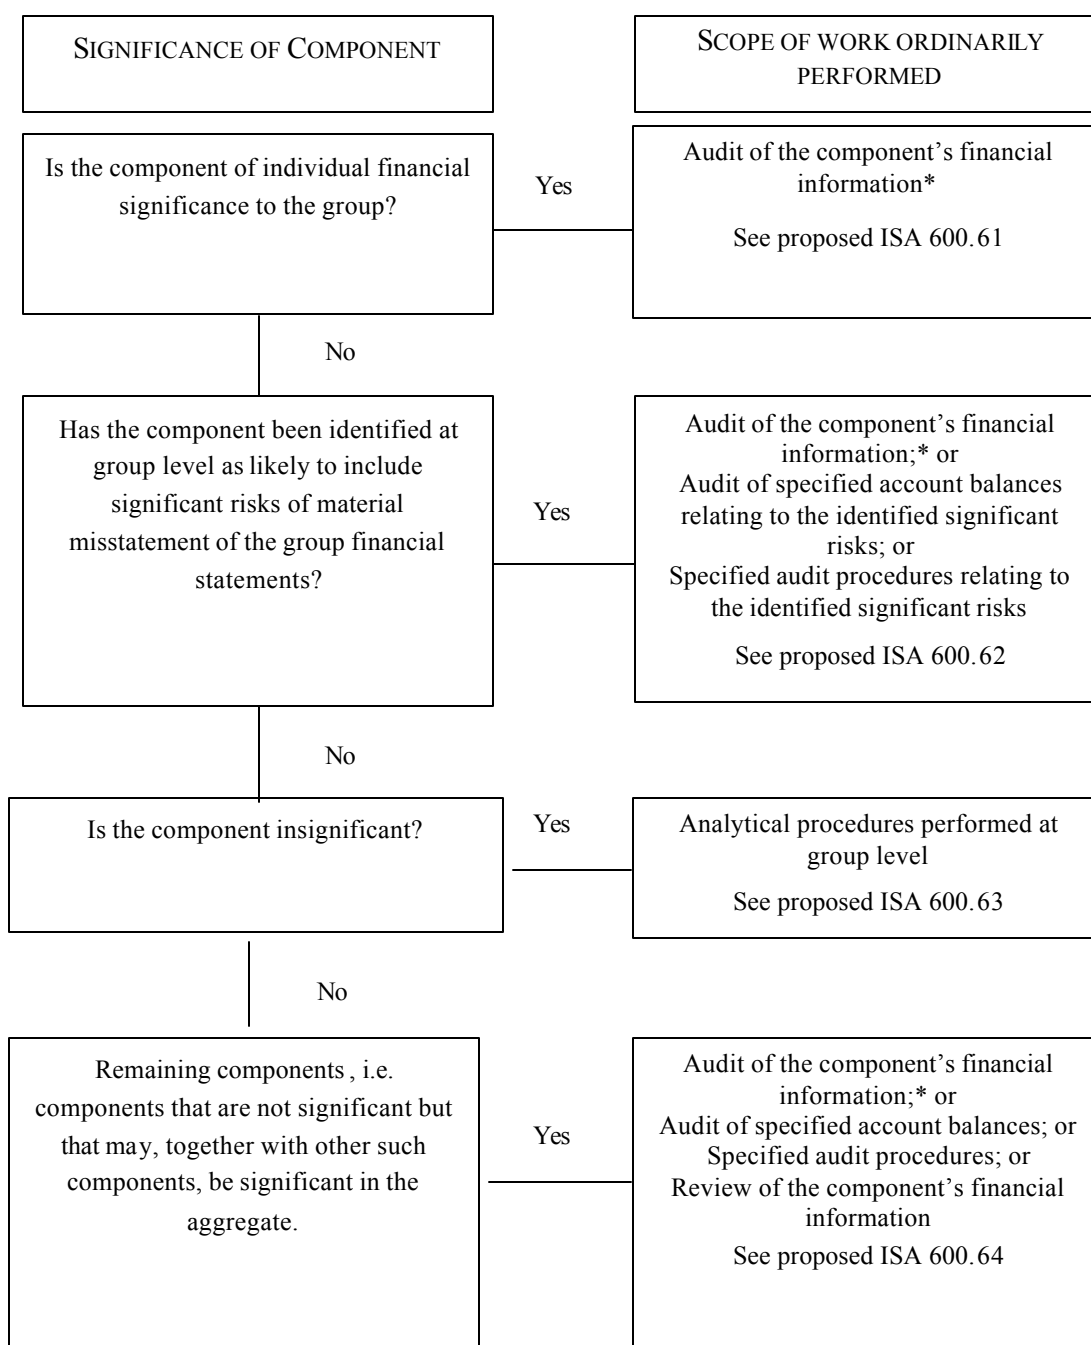 SIGNIFICANCE OF COMPONENT
SCOPE OF WORK ORDINARILY
PERFORMED
Is the component of individual financial
significance to the group?
Yes
Audit of the component’s financial
information*
See proposed ISA 600.61
No
Has the component been identified at
group level as likely to include
significant risks of material
misstatement of the group financial
statements?
Yes
Audit of the component’s financial
information;* or
Audit of specified account balances
relating to the identified significant
risks; or
Specified audit procedures relating to
the identified significant risks
See proposed ISA 600.62
No
Is the component insignificant?
Yes
Analytical procedures performed at
group level
See proposed ISA 600.63
No
Remaining components , i.e.
components that are not significant but
that may, together with other such
components, be significant in the
aggregate.
Yes
Audit of the component’s financial
information;* or
Audit of specified account balances; or
Specified audit procedures; or
Review of the component’s financial
information
See proposed ISA 600.64